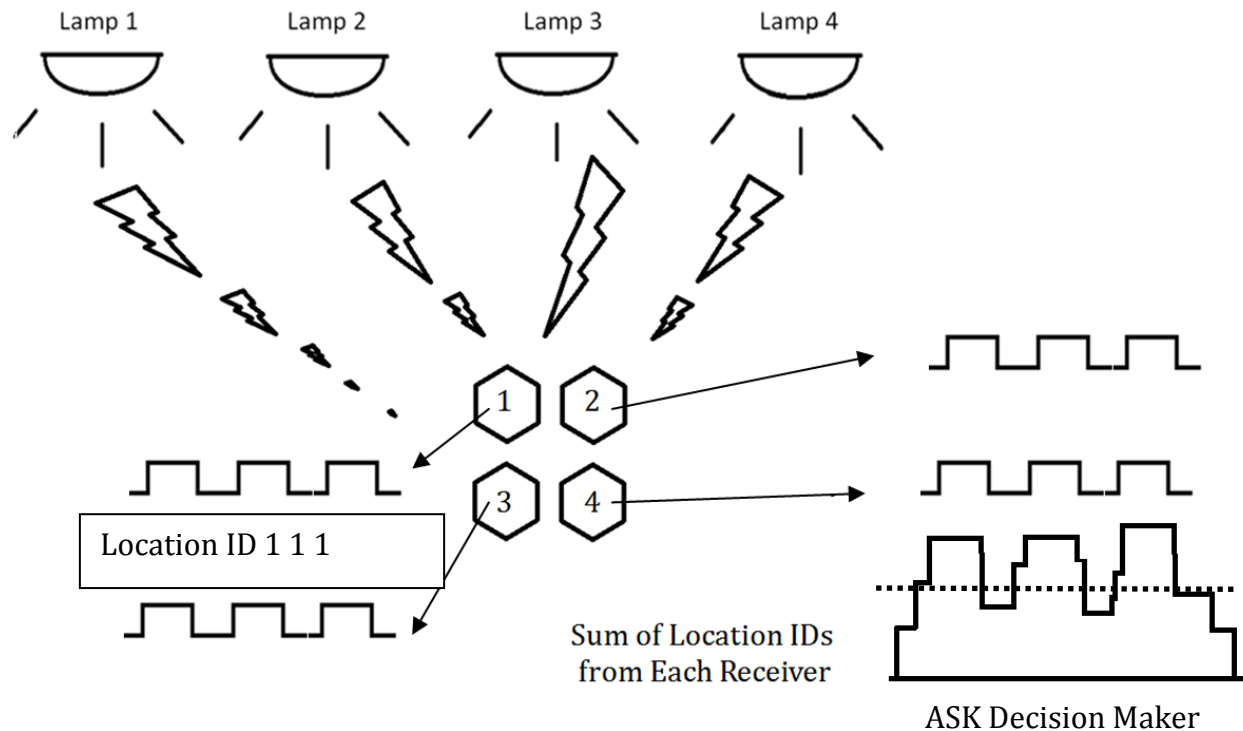 Lamp 1
Lamp 2
Lamp 3
Lamp 4
1
2
3
4
Location ID 1 1 1
Sum of Location IDs
from Each Receiver
ASK Decision Maker